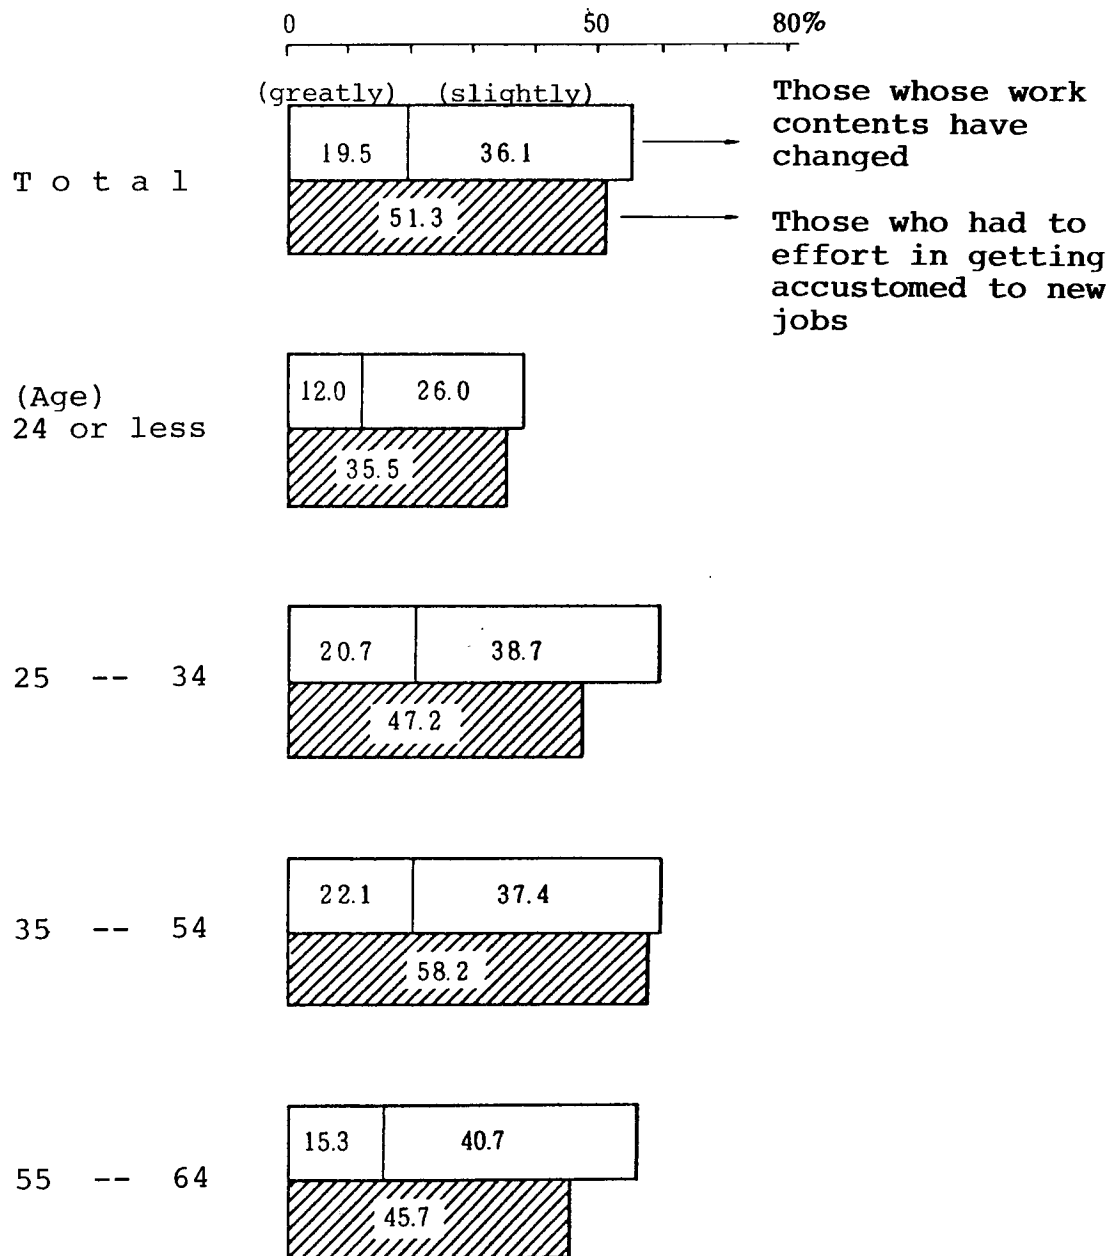 0 50 80%
(greatly) (slightly)
Those whose work
contents have
changed
19.5 36.1
T o t a l
51.3
Those who had to
effort in getting
accustomed to new
jobs
(Age)
24 or less
12.0 26.0
35.5
25 -- 34
20.7 38.7
47.2
35 -- 54
22.1 37.4
58.2
55 -- 64
15.3 40.7
45.7